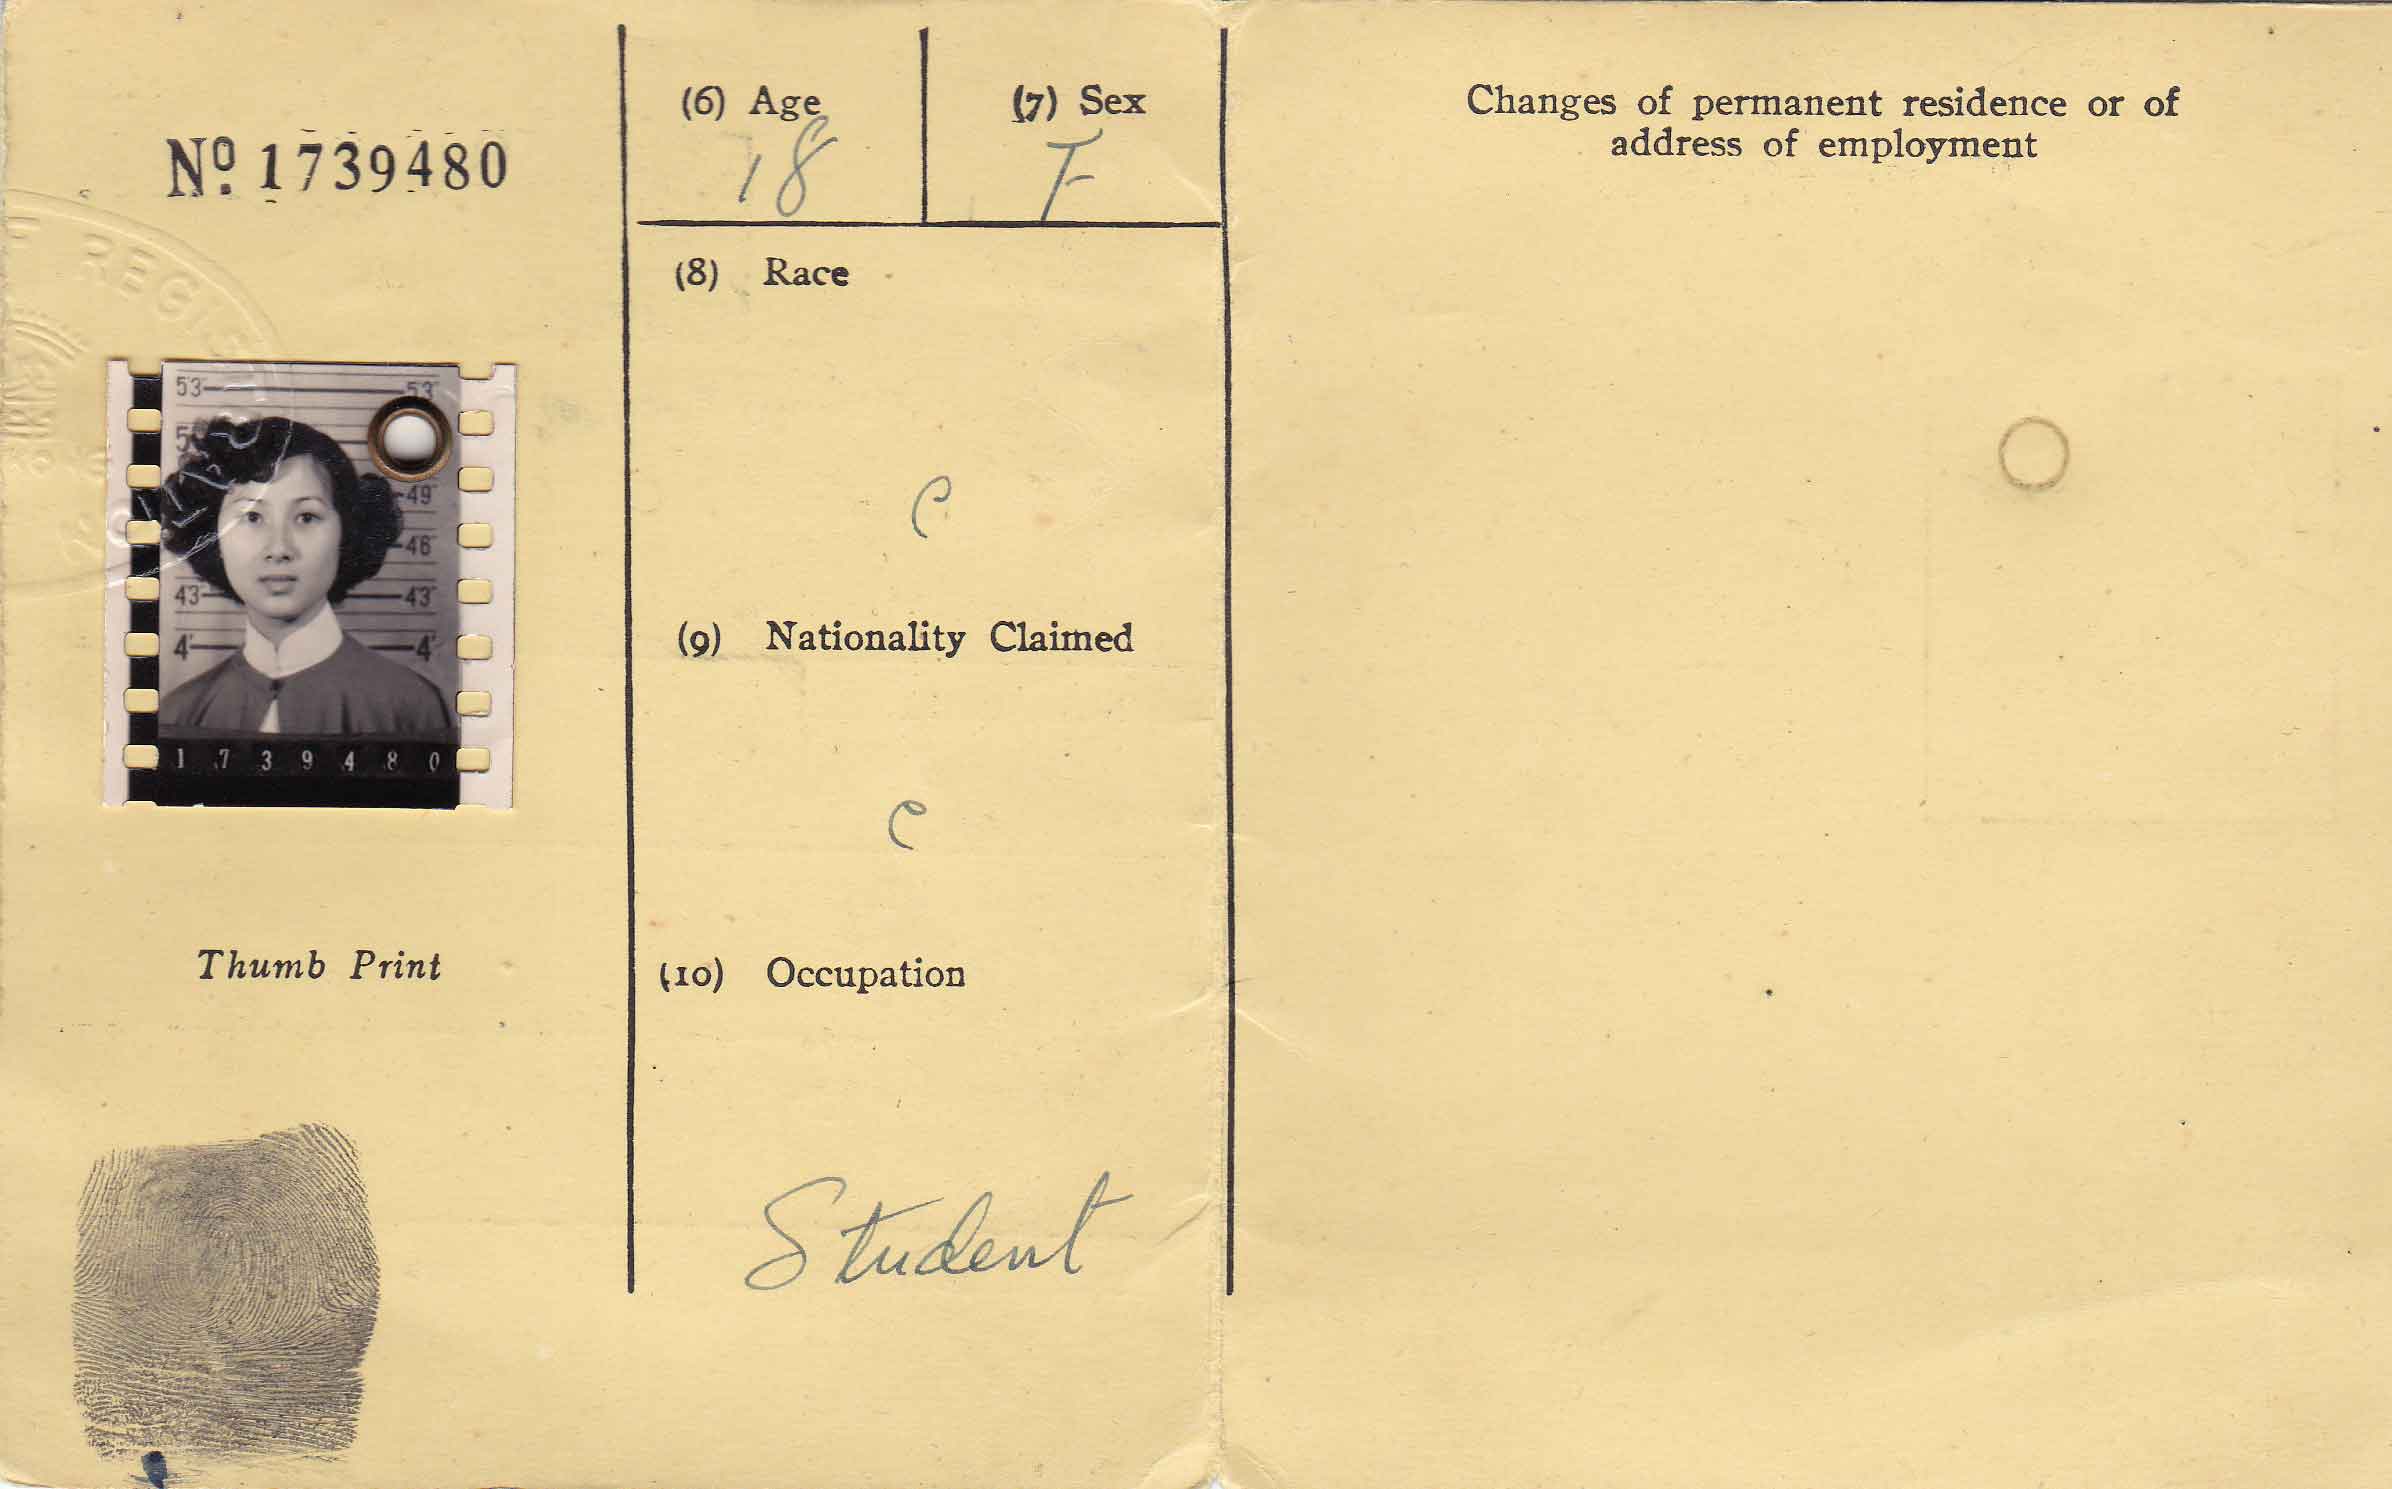 Nº 1739480
REGIS
53 53
49
46
43 43
4' 4'
1 7 3 9 4 8 0
Thumb Print
(6) Age
18
(7) Sex
F
(8) Race
C
(9) Nationality Claimed
C
(10) Occupation
Student
Changes of permanent residence or of
address of employment